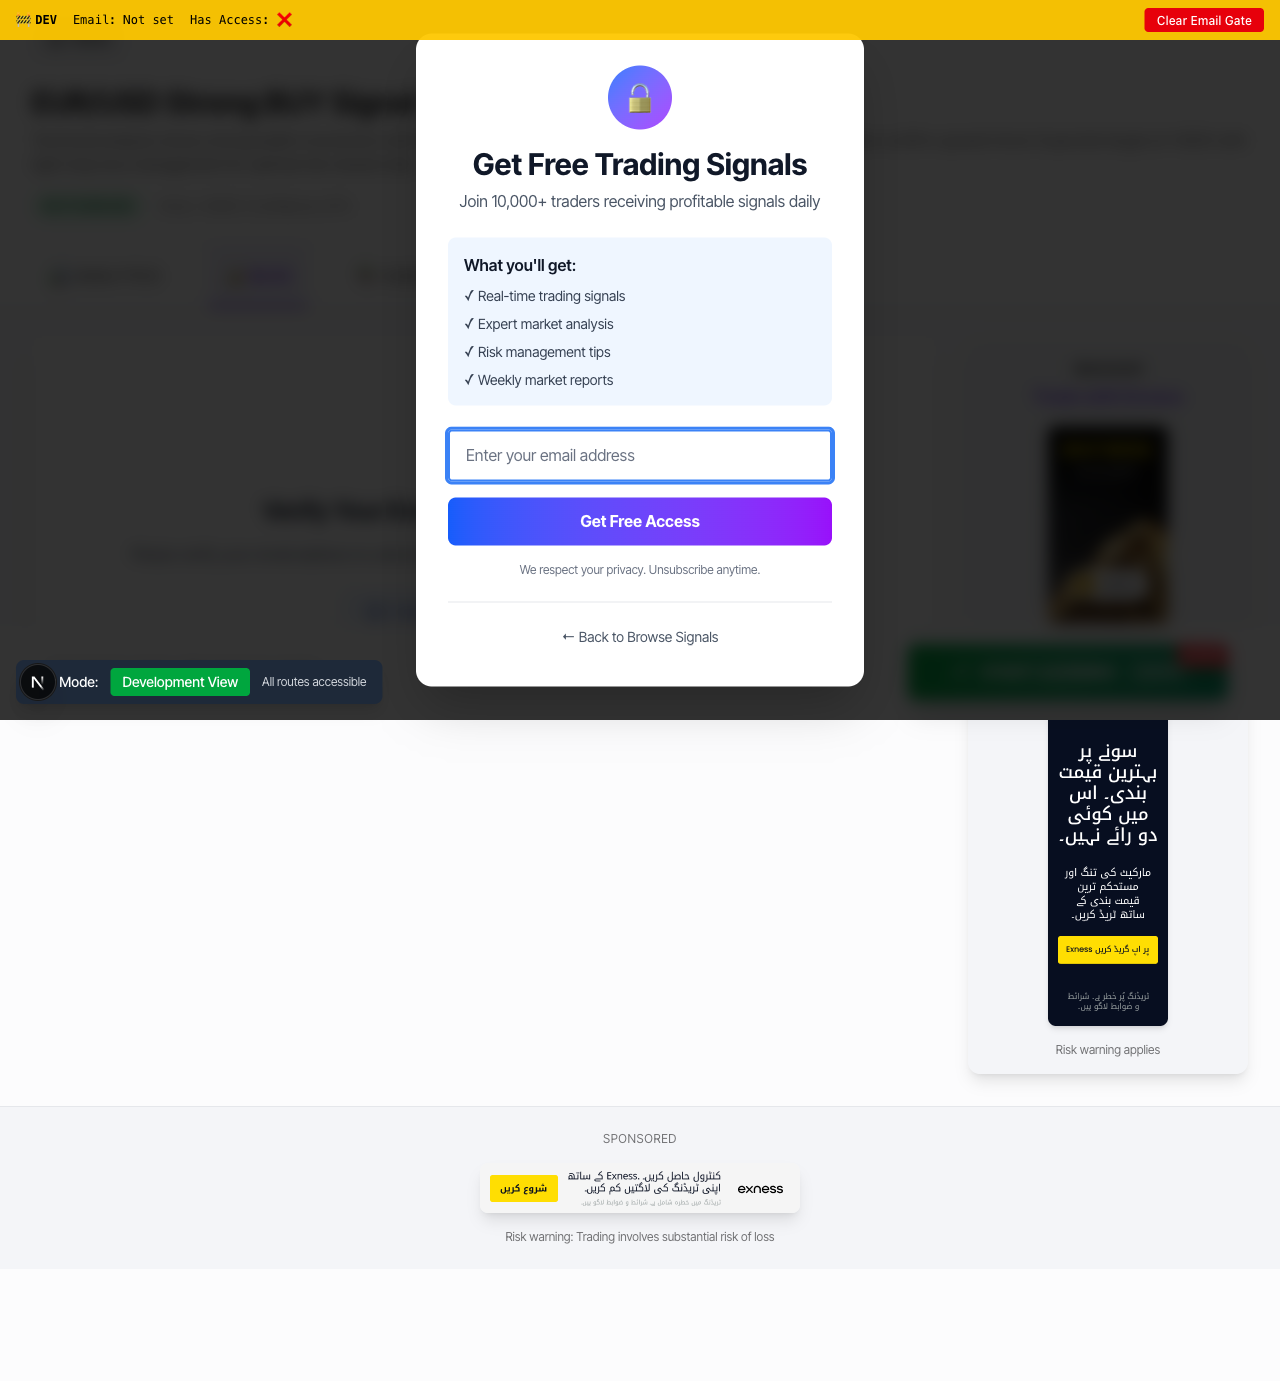 DEV Email: Not set Has Access: ❌ Clear Email Gate
Get Free Trading Signals
Join 10,000+ traders receiving profitable signals daily
What you'll get:
✓ Real-time trading signals
✓ Expert market analysis
✓ Risk management tips
✓ Weekly market reports
Enter your email address
Get Free Access
We respect your privacy. Unsubscribe anytime.
← Back to Browse Signals
N Mode: Development View All routes accessible
سونے پر
بہترین قیمت
بندی۔ اس
میں کوئی
دو رائے نہیں۔
مارکیٹ کی تنگ اور
مستحکم ترین
قیمت بندی کے
ساتھ ٹریڈ کریں۔
Exness پر اپ گریڈ کریں
ٹریڈنگ پُر خطر ہے۔ شرائط
و ضوابط لاگو ہیں۔
Risk warning applies
SPONSORED
exness
کنٹرول حاصل کریں۔ Exness کے ساتھ
اپنی ٹریڈنگ کی لاگتیں کم کریں۔
ٹریڈنگ میں خطرہ شامل ہے۔ شرائط و ضوابط لاگو ہیں۔
شروع کریں
Risk warning: Trading involves substantial risk of loss